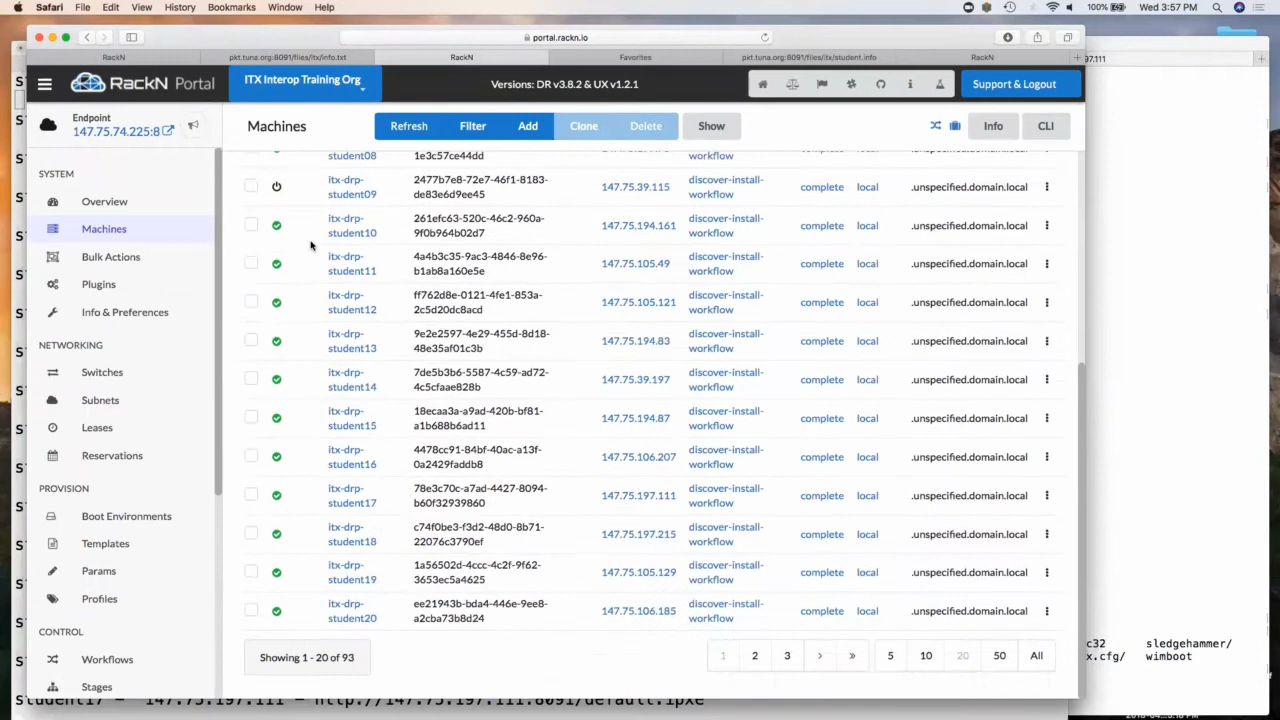 Safari File Edit View History Bookmarks Window Help
100% Wed 3:57 PM
portal.rackn.io
RackN pkt.tuna.org:8091/files/itx/info.txt RackN Favorites pkt.tuna.org:8091/files/itx/student.info RackN
RackN Portal
ITX Interop Training Org
Versions: DR v3.8.2 & UX v1.2.1
Support & Logout
Endpoint
147.75.74.225:8
Machines
Refresh Filter Add Clone Delete Show
Info CLI
SYSTEM
Overview
Machines
Bulk Actions
Plugins
Info & Preferences
NETWORKING
Switches
Subnets
Leases
Reservations
PROVISION
Boot Environments
Templates
Params
Profiles
CONTROL
Workflows
Stages
student08 1e3c57ce44dd workflow
itx-drp- 2477b7e8-72e7-46f1-8183- 147.75.39.115 discover-install- complete local .unspecified.domain.local
student09 de83e6d9ee45 workflow
itx-drp- 261efc63-520c-46c2-960a- 147.75.194.161 discover-install- complete local .unspecified.domain.local
student10 9f0b964b02d7 workflow
itx-drp- 4a4b3c35-9ac3-4846-8e96- 147.75.105.49 discover-install- complete local .unspecified.domain.local
student11 b1ab8a160e5e workflow
itx-drp- ff762d8e-0121-4fe1-853a- 147.75.105.121 discover-install- complete local .unspecified.domain.local
student12 2c5d20dc8acd workflow
itx-drp- 9e2e2597-4e29-455d-8d18- 147.75.194.83 discover-install- complete local .unspecified.domain.local
student13 48e35af01c3b workflow
itx-drp- 7de5b3b6-5587-4c59-ad72- 147.75.39.197 discover-install- complete local .unspecified.domain.local
student14 4c5cfaae828b workflow
itx-drp- 18ecaa3a-a9ad-420b-bf81- 147.75.194.87 discover-install- complete local .unspecified.domain.local
student15 a1b688b6ad11 workflow
itx-drp- 4478cc91-84bf-40ac-a13f- 147.75.106.207 discover-install- complete local .unspecified.domain.local
student16 0a2429faddb8 workflow
itx-drp- 78e3c70c-a7ad-4427-8094- 147.75.197.111 discover-install- complete local .unspecified.domain.local
student17 b60f32939860 workflow
itx-drp- c74f0be3-f3d2-48d0-8b71- 147.75.197.215 discover-install- complete local .unspecified.domain.local
student18 22076c3790ef workflow
itx-drp- 1a56502d-4ccc-4c2f-9f62- 147.75.105.129 discover-install- complete local .unspecified.domain.local
student19 3653ec5a4625 workflow
itx-drp- ee21943b-bda4-446e-9ee8- 147.75.106.185 discover-install- complete local .unspecified.domain.local
student20 a2cba73b8d24 workflow
Showing 1 - 20 of 93
1 2 3 › » 5 10 20 50 All
c32 sledgehammer/
x.cfg/ wimboot
student17 = 147.75.197.111 = http://147.75.197.111:8091/default.ipxe